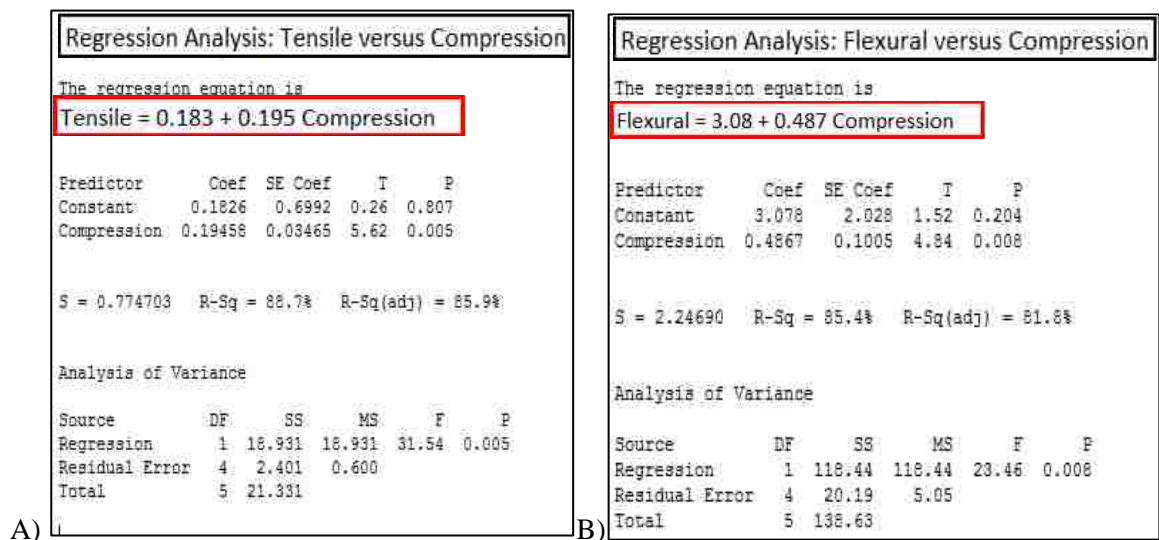 Regression Analysis: Tensile versus Compression
The regression equation is
Tensile = 0.183 + 0.195 Compression
Predictor Coef SE Coef T P
Constant 0.1826 0.6992 0.26 0.807
Compression 0.19458 0.03465 5.62 0.005
S = 0.774703 R-Sq = 88.7% R-Sq(adj) = 85.9%
Analysis of Variance
Source DF SS MS F P
Regression 1 18.931 18.931 31.54 0.005
Residual Error 4 2.401 0.600
Total 5 21.331
A)
Regression Analysis: Flexural versus Compression
The regression equation is
Flexural = 3.08 + 0.487 Compression
Predictor Coef SE Coef T P
Constant 3.078 2.028 1.52 0.204
Compression 0.4867 0.1005 4.84 0.008
S = 2.24690 R-Sq = 85.4% R-Sq(adj) = 81.8%
Analysis of Variance
Source DF SS MS F P
Regression 1 118.44 118.44 23.46 0.008
Residual Error 4 20.19 5.05
Total 5 138.63
B)